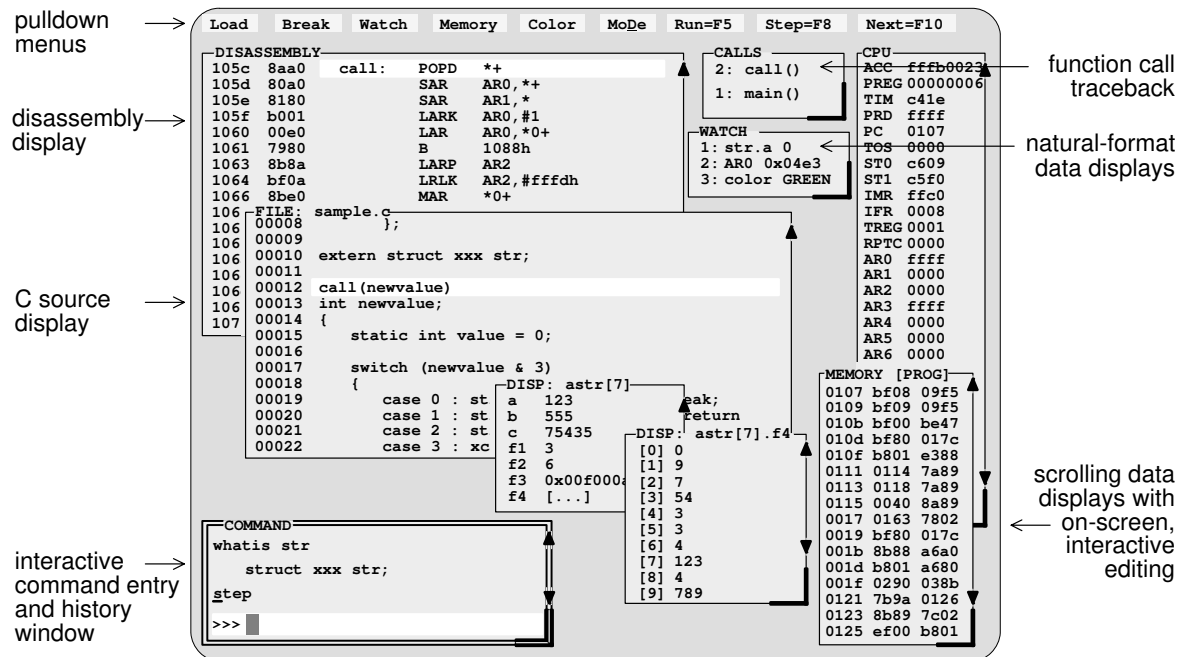 pulldown
menus
disassembly
display
C source
display
interactive
command entry
and history
window
Load Break Watch Memory Color MoDe Run=F5 Step=F8 Next=F10
DISASSEMBLY
105c 8aa0 call: POPD *+
105d 80a0 SAR AR0,*+
105e 8180 SAR AR1,*
105f b001 LARK AR0,#1
1060 00e0 LAR AR0,*0+
1061 7980 B 1088h
1063 8b8a LARP AR2
1064 bf0a LRLK AR2,#fffdh
1066 8be0 MAR *0+
106
106
106
106
106
106
106
107
FILE: sample.c
00008 };
00009
00010 extern struct xxx str;
00011
00012 call(newvalue)
00013 int newvalue;
00014 {
00015 static int value = 0;
00016
00017 switch (newvalue & 3)
00018 {
00019 case 0 : st eak;
00020 case 1 : st return
00021 case 2 : st
00022 case 3 : xc
DISP: astr[7]
a 123
b 555
c 75435
f1 3
f2 6
f3 0x00f000a
f4 [...]
DISP: astr[7].f4
[0] 0
[1] 9
[2] 7
[3] 54
[4] 3
[5] 3
[6] 4
[7] 123
[8] 4
[9] 789
COMMAND
whatis str
struct xxx str;
step
>>>
CALLS
2: call()
1: main()
WATCH
1: str.a 0
2: AR0 0x04e3
3: color GREEN
CPU
ACC fffb0023
PREG 00000006
TIM c41e
PRD ffff
PC 0107
TOS 0000
ST0 c609
ST1 c5f0
IMR ffc0
IFR 0008
TREG 0001
RPTC 0000
AR0 ffff
AR1 0000
AR2 0000
AR3 ffff
AR4 0000
AR5 0000
AR6 0000
MEMORY [PROG]
0107 bf08 09f5
0109 bf09 09f5
010b bf00 be47
010d bf80 017c
010f b801 e388
0111 0114 7a89
0113 0118 7a89
0115 0040 8a89
0017 0163 7802
0019 bf80 017c
001b 8b88 a6a0
001d b801 a680
001f 0290 038b
0121 7b9a 0126
0123 8b89 7c02
0125 ef00 b801
function call
traceback
natural-format
data displays
scrolling data
displays with
on-screen,
interactive
editing